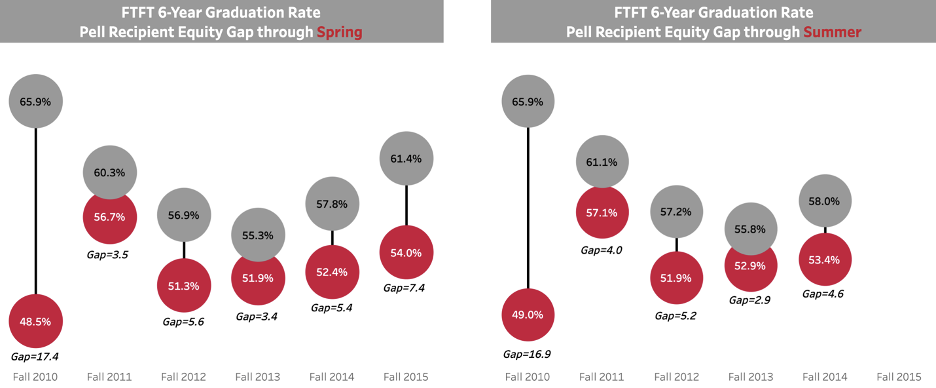 FTFT 6-Year Graduation Rate
Pell Recipient Equity Gap through Spring
65.9%
48.5%
Gap=17.4
60.3%
56.7%
Gap=3.5
56.9%
51.3%
Gap=5.6
55.3%
51.9%
Gap=3.4
57.8%
52.4%
Gap=5.4
61.4%
54.0%
Gap=7.4
Fall 2010 Fall 2011 Fall 2012 Fall 2013 Fall 2014 Fall 2015
FTFT 6-Year Graduation Rate
Pell Recipient Equity Gap through Summer
65.9%
49.0%
Gap=16.9
61.1%
57.1%
Gap=4.0
57.2%
51.9%
Gap=5.2
55.8%
52.9%
Gap=2.9
58.0%
53.4%
Gap=4.6
Fall 2010 Fall 2011 Fall 2012 Fall 2013 Fall 2014 Fall 2015